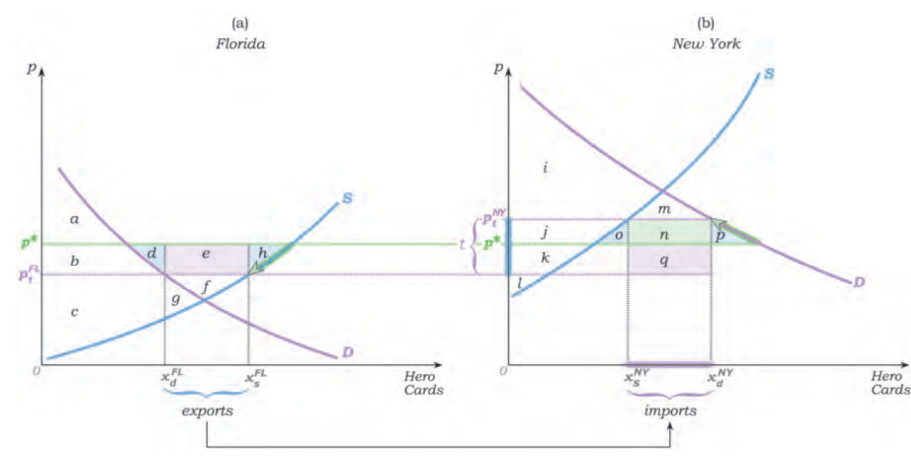 (a)
Florida
(b)
New York
p
S
a
p*
b
d
e
h
p_t^{FL}
c
g
f
D
0
x_d^{FL}
x_s^{FL}
Hero
Cards
exports
p
S
i
m
p_t^{NY}
t
j
o
n
p
p*
k
q
l
D
0
x_s^{NY}
x_d^{NY}
Hero
Cards
imports